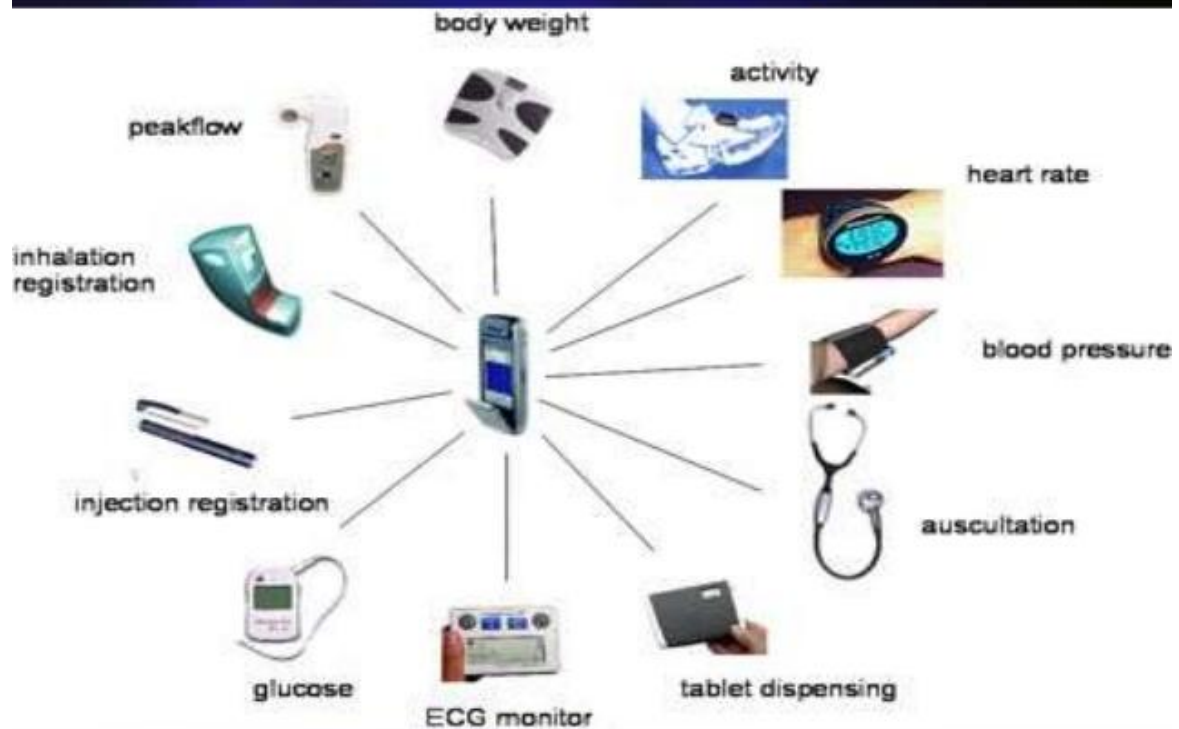 body weight
activity
peakflow
heart rate
inhalation
registration
blood pressure
injection registration
auscultation
glucose
tablet dispensing
ECG monitor